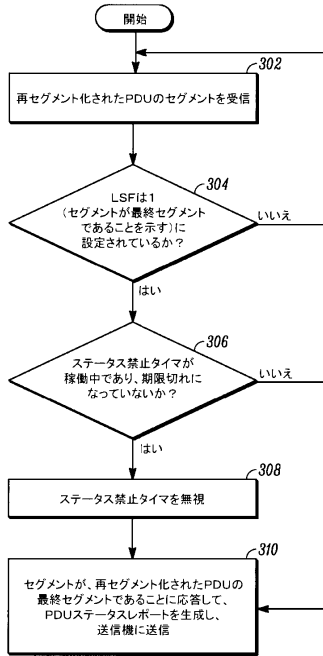 開始
302
再セグメント化されたPDUのセグメントを受信
304
LSFは1
(セグメントが最終セグメント
であることを示す)に
設定されているか?
いいえ
はい
306
ステータス禁止タイマが
稼働中であり、期限切れに
なっていないか?
いいえ
はい
308
ステータス禁止タイマを無視
310
セグメントが、再セグメント化されたPDUの
最終セグメントであることに応答して、
PDUステータスレポートを生成し、
送信機に送信